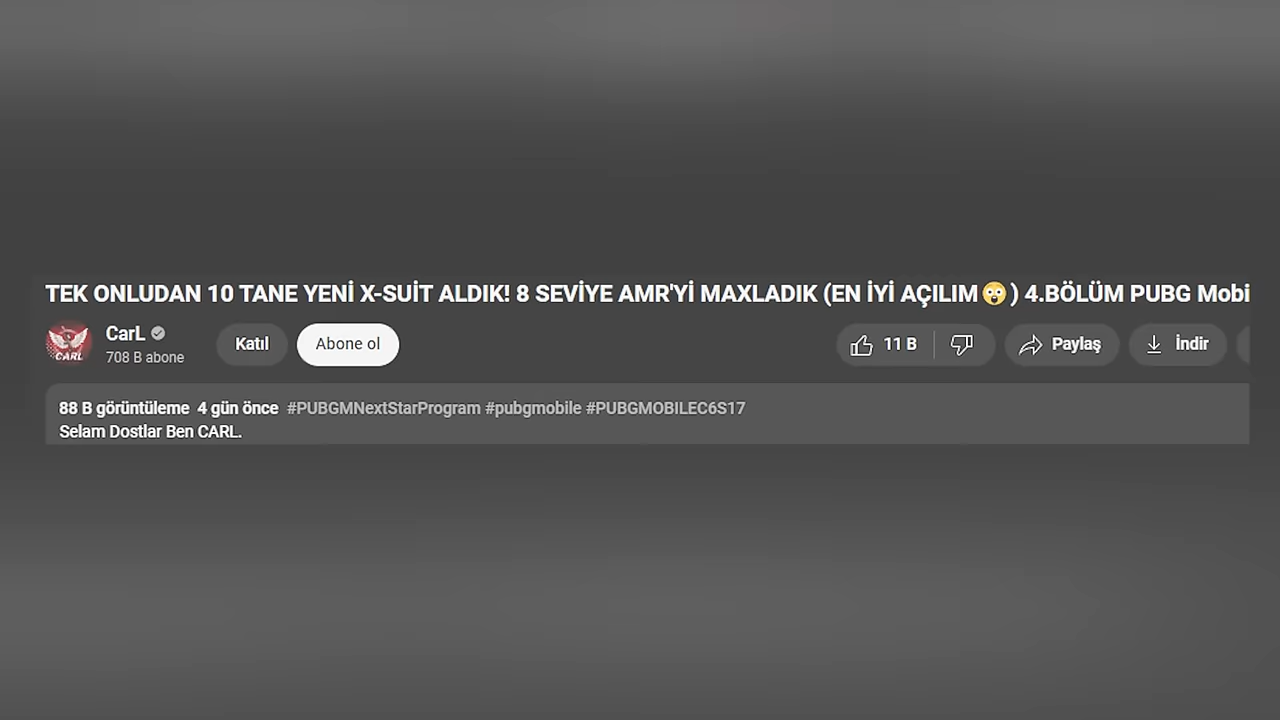 TEK ONLUDAN 10 TANE YENİ X-SUİT ALDIK! 8 SEVİYE AMR'Yİ MAXLADIK (EN İYİ AÇILIM😲) 4.BÖLÜM PUBG Mobi
CarL
708 B abone
Katıl
Abone ol
11 B
Paylaş
İndir
CARL
88 B görüntüleme 4 gün önce #PUBGMNextStarProgram #pubgmobile #PUBGMOBILEC6S17
Selam Dostlar Ben CARL.